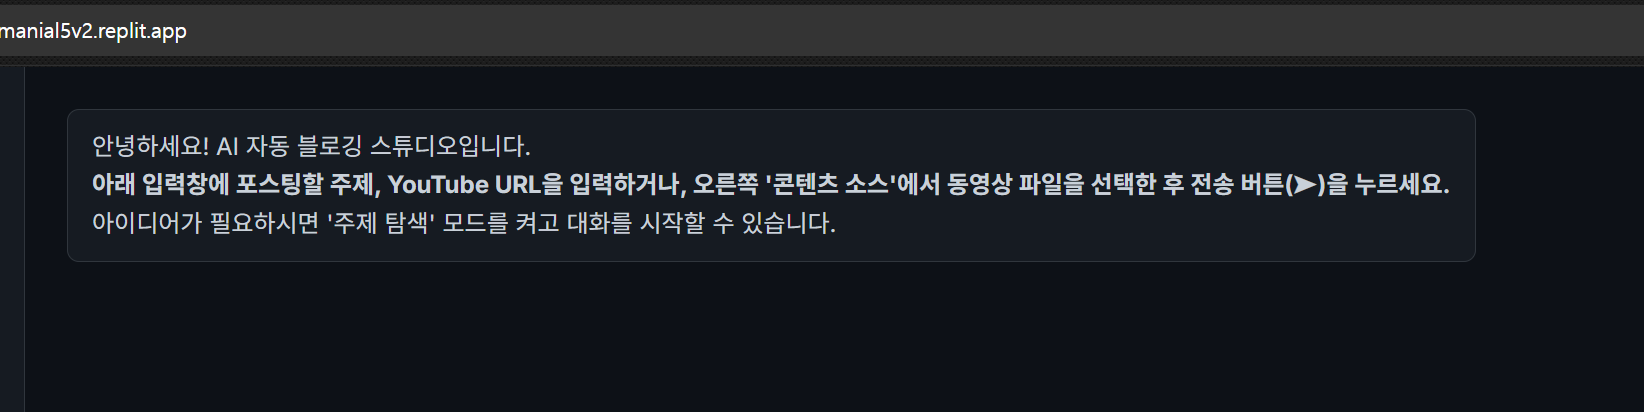 manial5v2.replit.app
안녕하세요! AI 자동 블로깅 스튜디오입니다.
아래 입력창에 포스팅할 주제, YouTube URL을 입력하거나, 오른쪽 '콘텐츠 소스'에서 동영상 파일을 선택한 후 전송 버튼(➤)을 누르세요.
아이디어가 필요하시면 '주제 탐색' 모드를 켜고 대화를 시작할 수 있습니다.